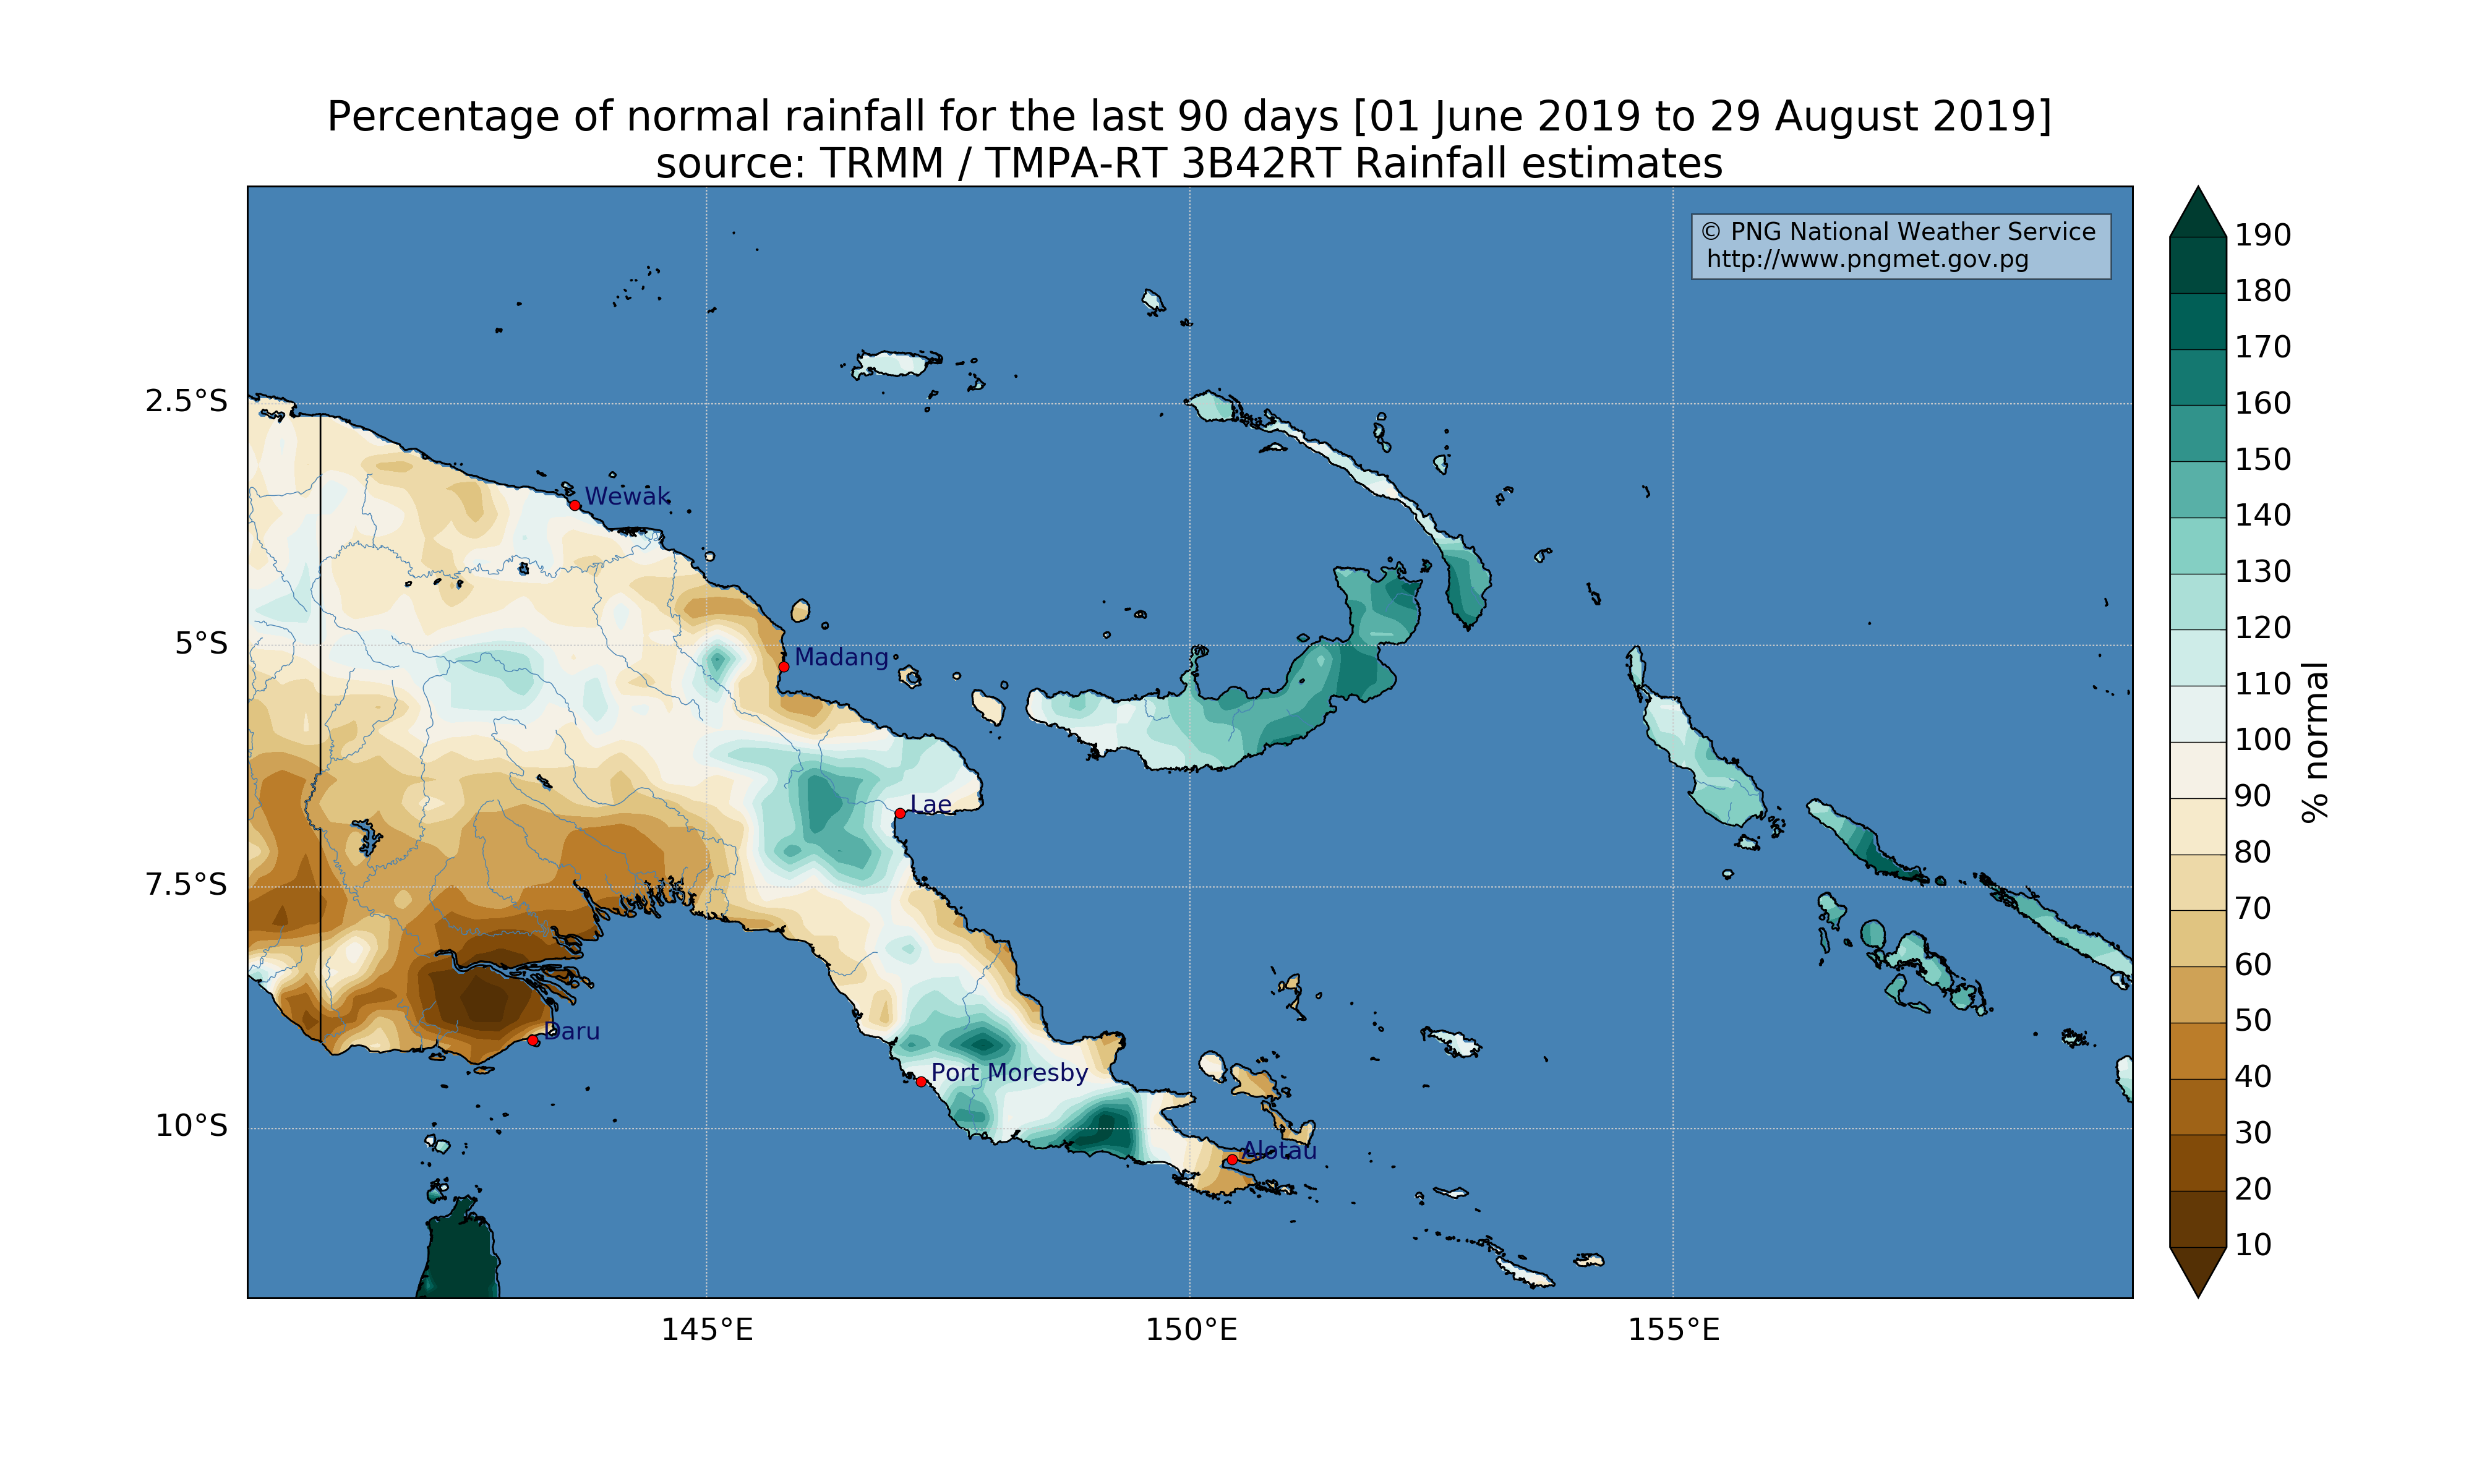 Percentage of normal rainfall for the last 90 days [01 June 2019 to 29 August 2019]
source: TRMM / TMPA-RT 3B42RT Rainfall estimates
© PNG National Weather Service
http://www.pngmet.gov.pg
2.5°S
5°S
7.5°S
10°S
145°E
150°E
155°E
Wewak
Madang
Lae
Daru
Port Moresby
Alotau
190
180
170
160
150
140
130
120
110
100
90
80
70
60
50
40
30
20
10
% normal